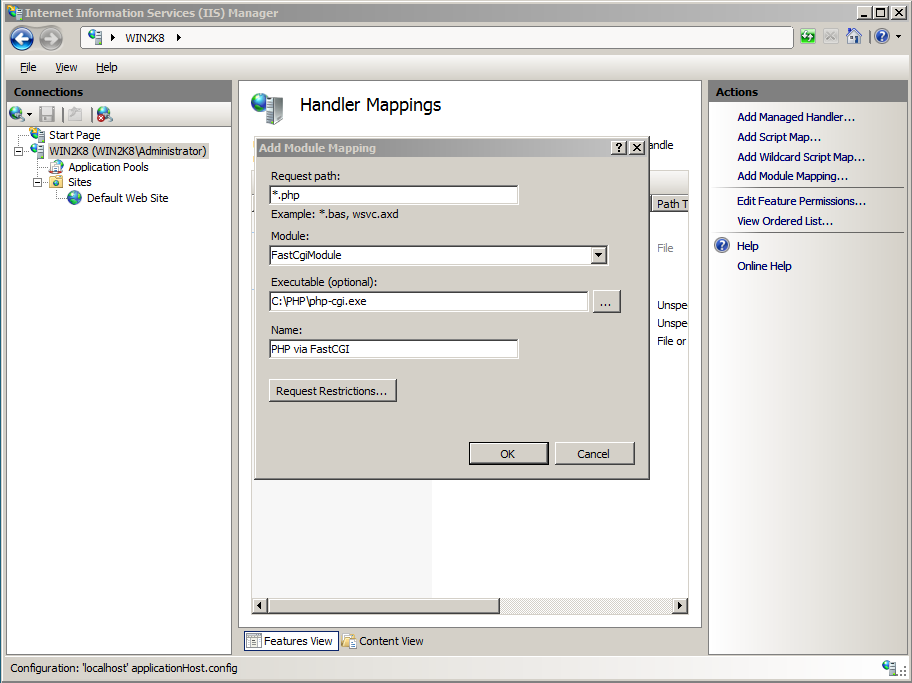 Internet Information Services (IIS) Manager
WIN2K8
File View Help
Connections
Start Page
WIN2K8 (WIN2K8\Administrator)
Application Pools
Sites
Default Web Site
Handler Mappings
Add Module Mapping
Request path:
*.php
Example: *.bas, wsvc.axd
Module:
FastCgiModule
Executable (optional):
C:\PHP\php-cgi.exe
...
Name:
PHP via FastCGI
Request Restrictions...
OK Cancel
andle
Path T
File
Unspe
Unspe
File or
Features View Content View
Actions
Add Managed Handler...
Add Script Map...
Add Wildcard Script Map...
Add Module Mapping...
Edit Feature Permissions...
View Ordered List...
Help
Online Help
Configuration: 'localhost' applicationHost.config